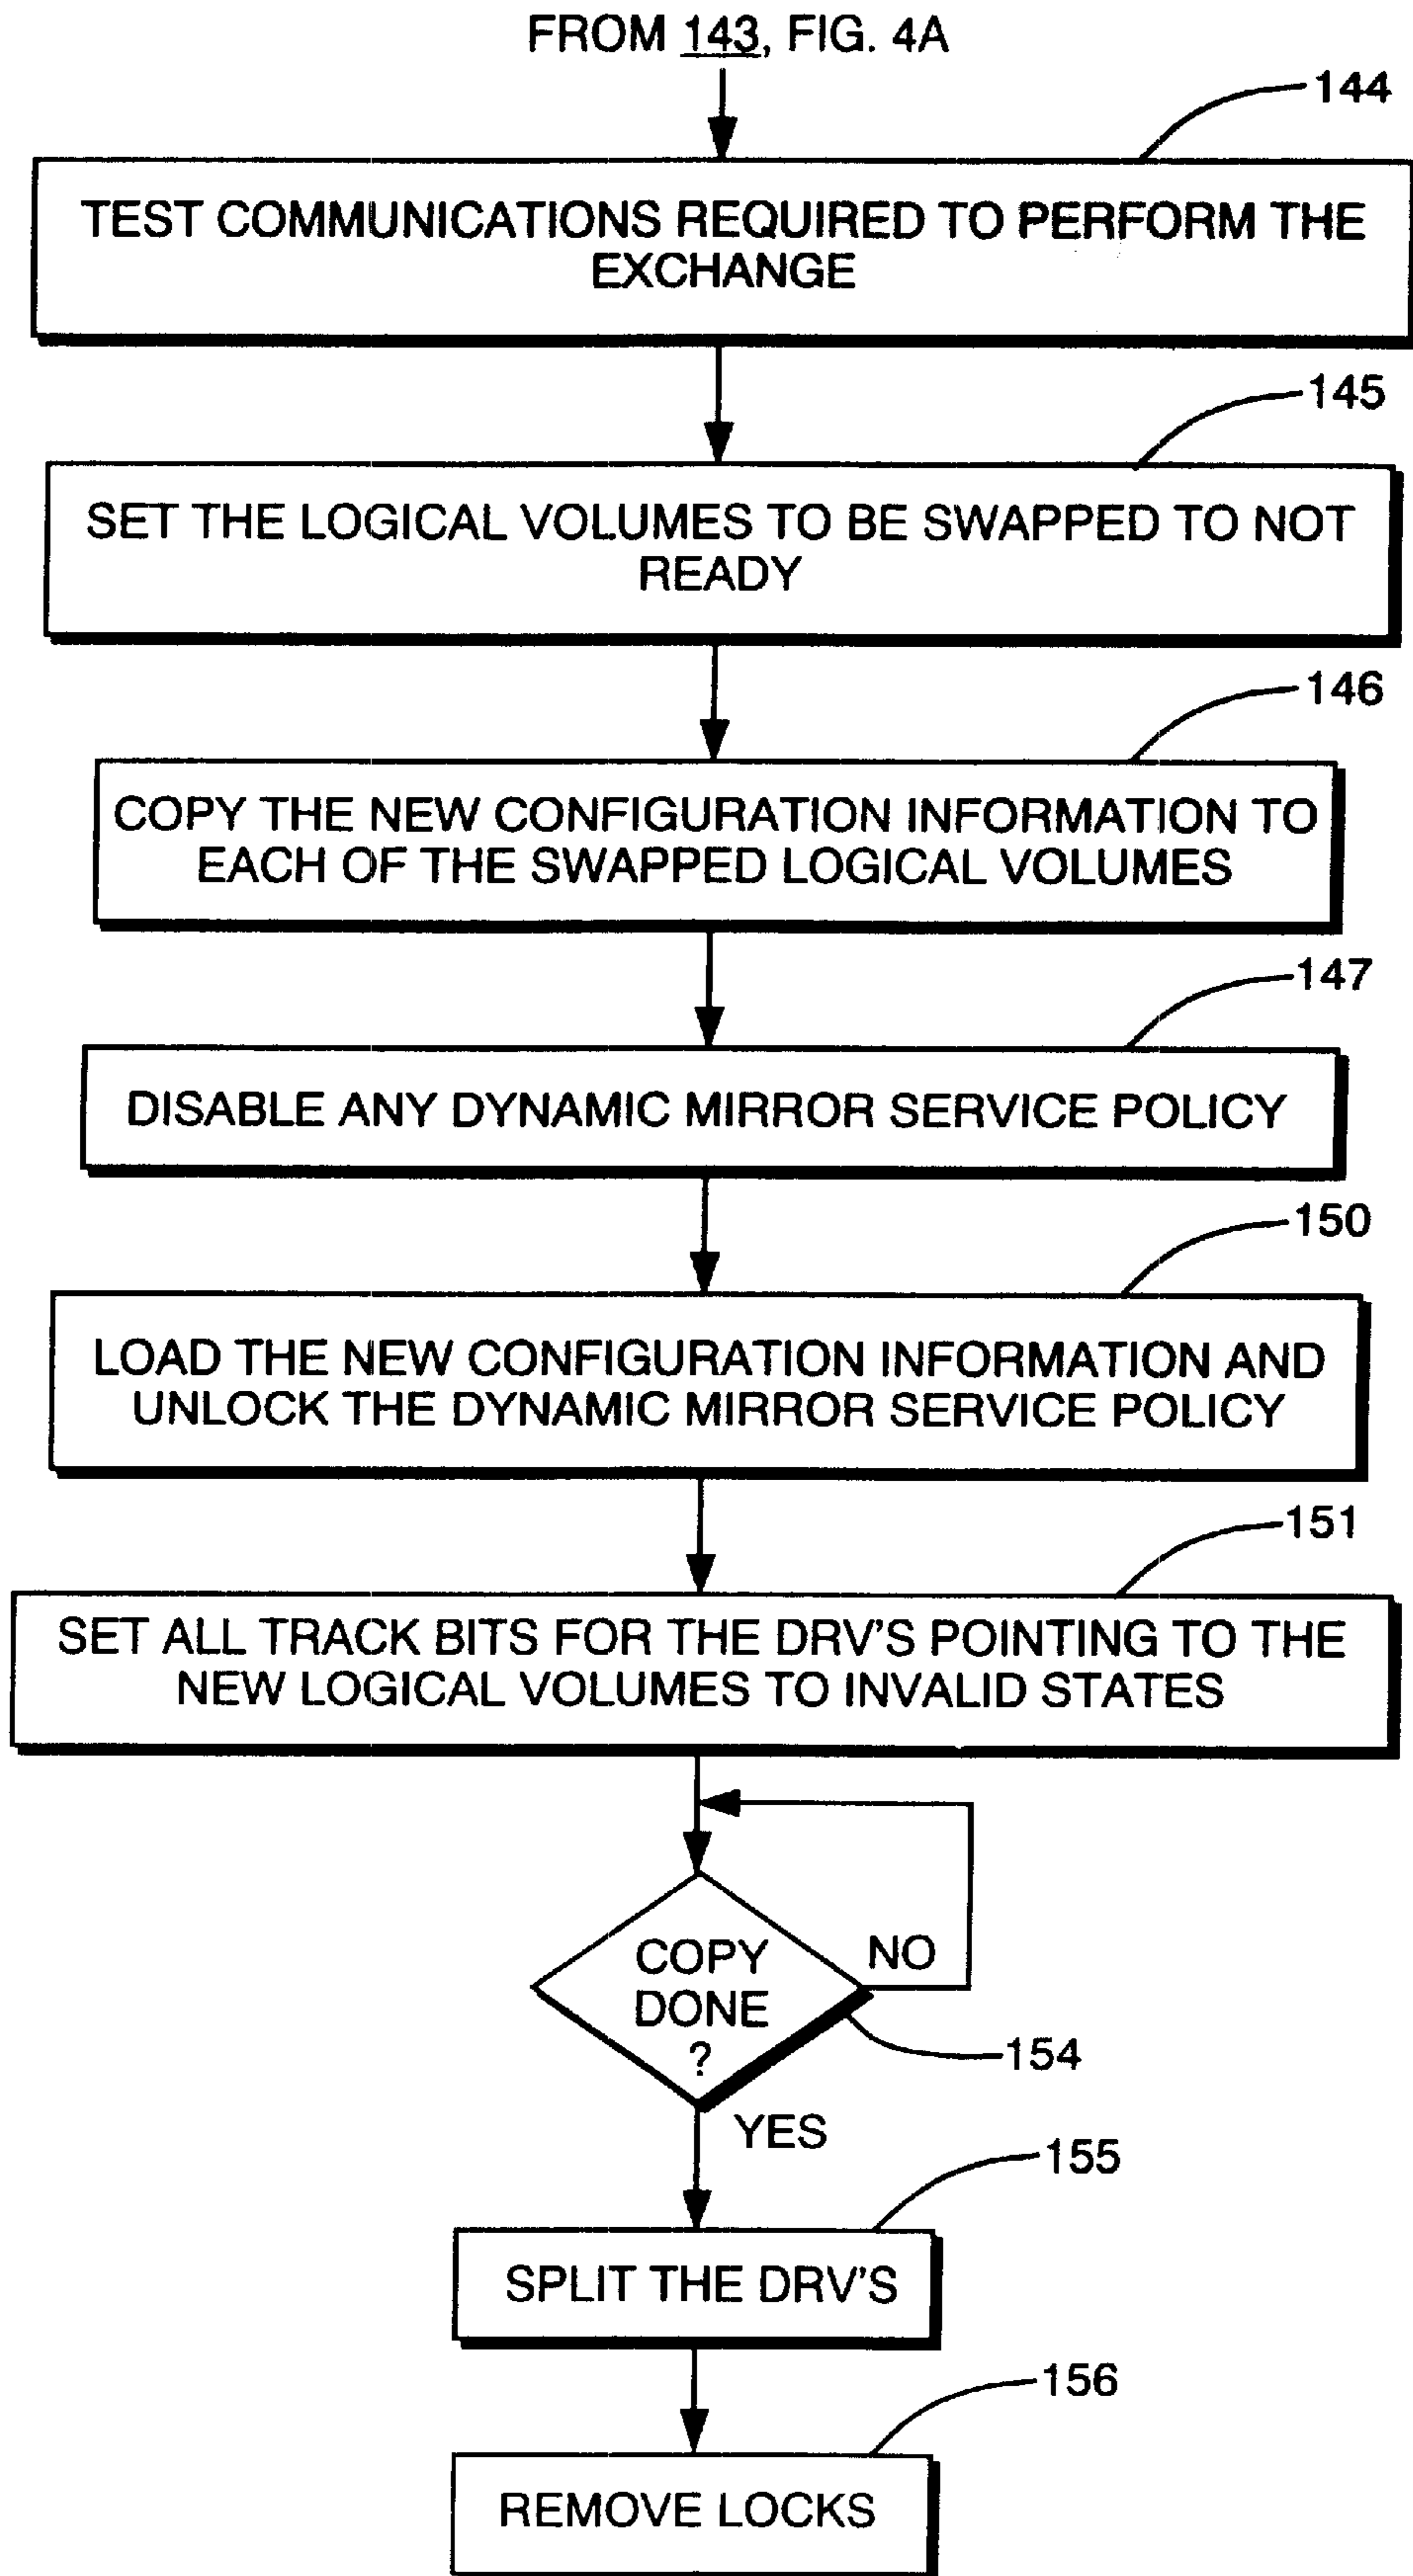 FROM 143, FIG. 4A
144
TEST COMMUNICATIONS REQUIRED TO PERFORM THE
EXCHANGE
145
SET THE LOGICAL VOLUMES TO BE SWAPPED TO NOT
READY
146
COPY THE NEW CONFIGURATION INFORMATION TO
EACH OF THE SWAPPED LOGICAL VOLUMES
147
DISABLE ANY DYNAMIC MIRROR SERVICE POLICY
150
LOAD THE NEW CONFIGURATION INFORMATION AND
UNLOCK THE DYNAMIC MIRROR SERVICE POLICY
151
SET ALL TRACK BITS FOR THE DRV'S POINTING TO THE
NEW LOGICAL VOLUMES TO INVALID STATES
COPY
DONE
?
NO
154
YES
155
SPLIT THE DRV'S
156
REMOVE LOCKS